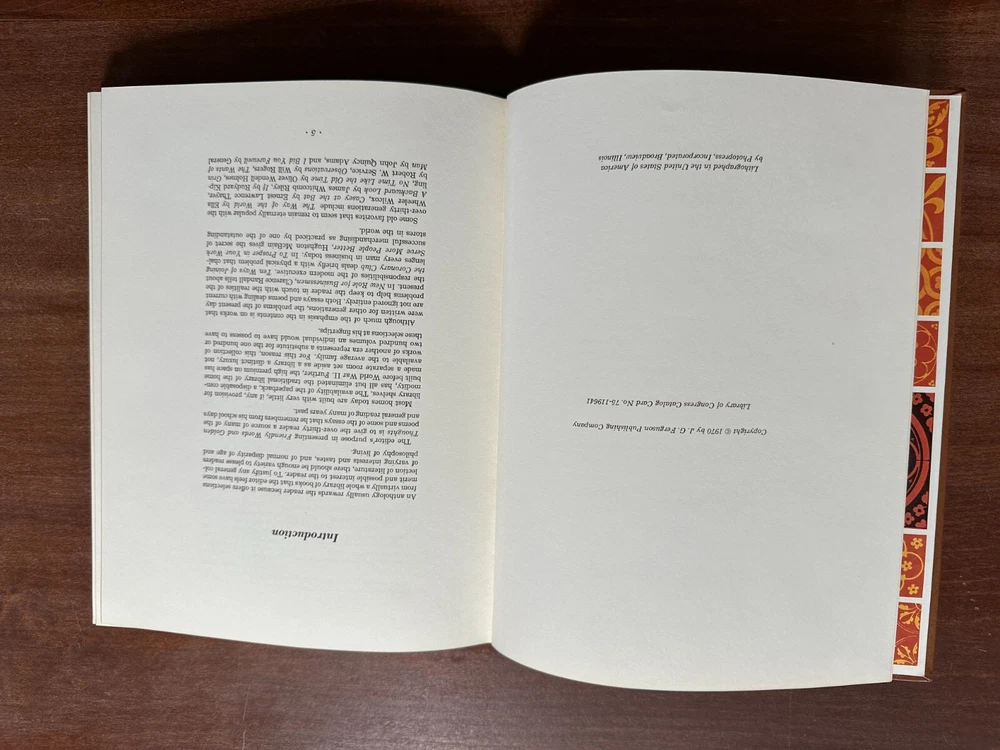 Copyright © 1970 by J. G. Ferguson Publishing Company
Library of Congress Catalog Card No. 75-119641
Lithographed in the United States of America
by Photopress, Incorporated, Broadview, Illinois
Introduction
An anthology usually rewards the reader because it offers selections
from virtually a whole library of books that the editor feels have some
merit and possible interest to the reader. To justify any general col-
lection of literature, there should be enough variety to please readers
of varying interests and tastes, and of normal disparity of age and
philosophy of living.
The editor's purpose in presenting Friendly Words and Golden
Thoughts is to give the over-thirty reader a source of many of the
poems and some of the essays that he remembers from his school days
and general reading of many years past.
Most homes today are built with very little, if any, provision for
library shelves. The availability of the paperback, a disposable com-
modity, has all but eliminated the traditional library of the home
built before World War II. Further, the high premium on space has
made a separate room set aside as a library a distinct luxury, not
available to the average family. For this reason, this collection of
works of another era represents a substitute for the one hundred or
two hundred volumes an individual would have to possess to have
these selections at his fingertips.
Although much of the emphasis in the contents is on works that
were written for other generations, the problems of the present day
are not ignored entirely. Both essays and poems dealing with current
problems help to keep the reader in touch with the realities of the
present. In New Role for Businessmen, Clarence Randall tells about
the responsibilities of the modern executive. Ten Ways of Joining
the Coronary Club deals briefly with a physical problem that chal-
lenges every man in business today. In To Prosper in Your Work
Serve More People Better, Hughston McBain gives the secret of
successful merchandising as practiced by one of the outstanding
stores in the world.
Some old favorites that seem to remain eternally popular with the
over-thirty generations include The Way of the World by Ella
Wheeler Wilcox, Casey at the Bat by Ernest Lawrence Thayer,
A Backward Look by James Whitcomb Riley, If by Rudyard Kip-
ling, No Time Like the Old Time by Oliver Wendell Holmes, Grin
by Robert W. Service, Observations by Will Rogers, The Wants of
Man by John Quincy Adams, and I Bid You Farewell by General
· 5 ·